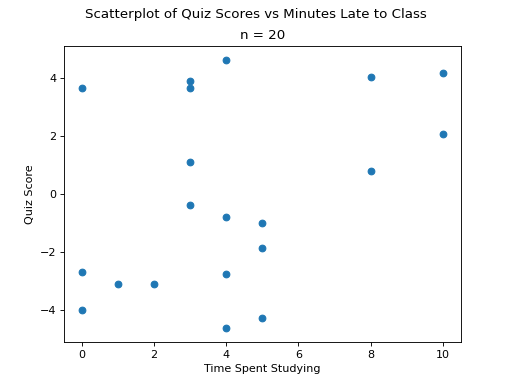 Scatterplot of Quiz Scores vs Minutes Late to Class
n = 20
4
2
0
−2
−4
Quiz Score
0 2 4 6 8 10
Time Spent Studying